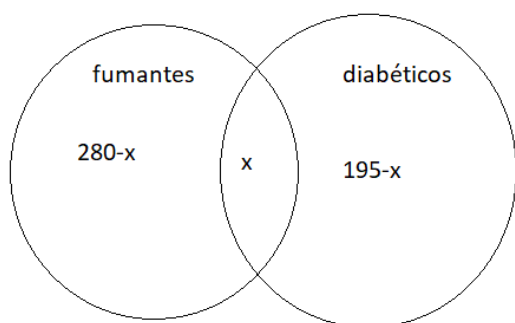 fumantes
diabéticos
280-x
x
195-x